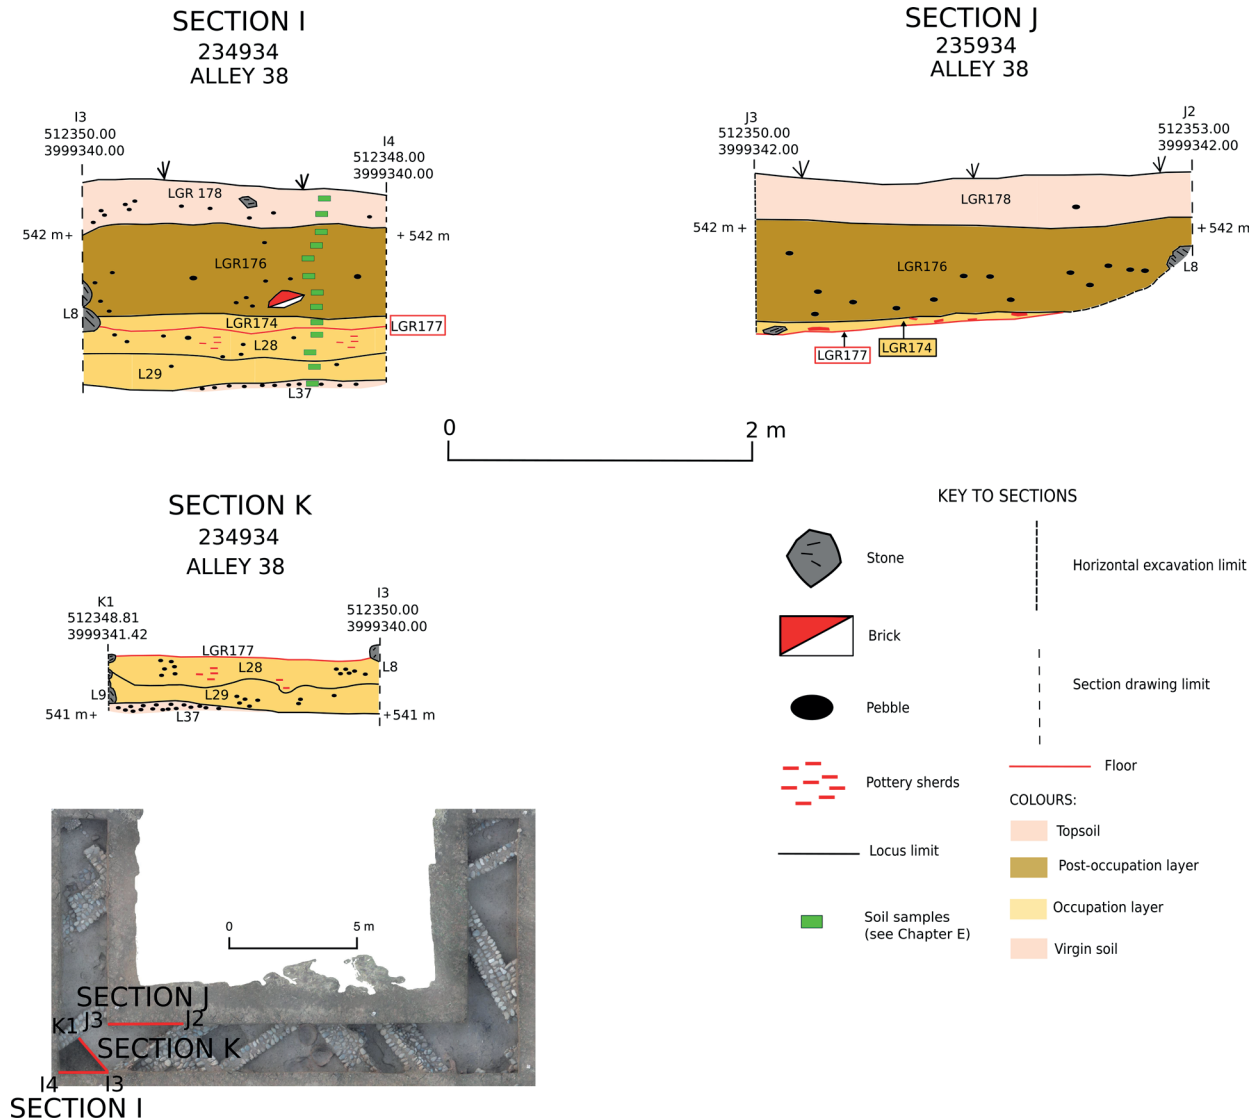 SECTION I
234934
ALLEY 38
I3
512350.00
3999340.00
I4
512348.00
3999340.00
LGR 178
542 m+
+ 542 m
LGR176
L8
LGR174
LGR177
L28
L29
L37
SECTION J
235934
ALLEY 38
J3
512350.00
3999342.00
J2
512353.00
3999342.00
LGR178
542 m +
+ 542 m
LGR176
L8
LGR177
LGR174
0
2 m
SECTION K
234934
ALLEY 38
K1
512348.81
3999341.42
I3
512350.00
3999340.00
LGR177
L28
L8
L9
L29
L37
541 m+
+541 m
KEY TO SECTIONS
Stone
Brick
Pebble
Pottery sherds
Locus limit
Soil samples
(see Chapter E)
Horizontal excavation limit
Section drawing limit
Floor
COLOURS:
Topsoil
Post-occupation layer
Occupation layer
Virgin soil
0
5 m
SECTION J
K1
J3
J2
SECTION K
I4
I3
SECTION I